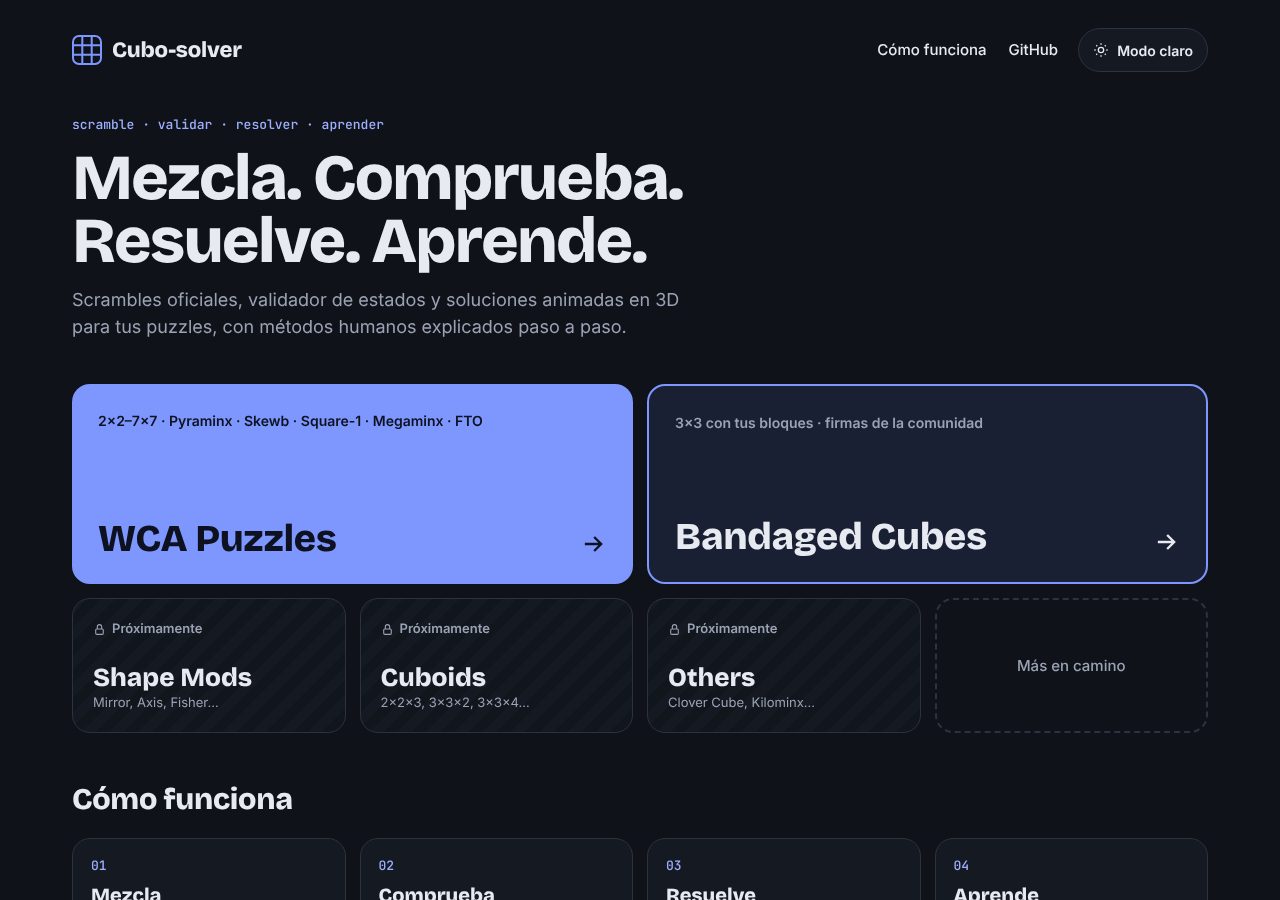 Cubo-solver
Cómo funciona
GitHub
Modo claro
scramble · validar · resolver · aprender
Mezcla. Comprueba.
Resuelve. Aprende.
Scrambles oficiales, validador de estados y soluciones animadas en 3D
para tus puzzles, con métodos humanos explicados paso a paso.
2×2–7×7 · Pyraminx · Skewb · Square-1 · Megaminx · FTO
WCA Puzzles
3×3 con tus bloques · firmas de la comunidad
Bandaged Cubes
Próximamente
Shape Mods
Mirror, Axis, Fisher…
Próximamente
Cuboids
2×2×3, 3×3×2, 3×3×4…
Próximamente
Others
Clover Cube, Kilominx…
Más en camino
Cómo funciona
01
Mezcla
02
Comprueba
03
Resuelve
04
Aprende